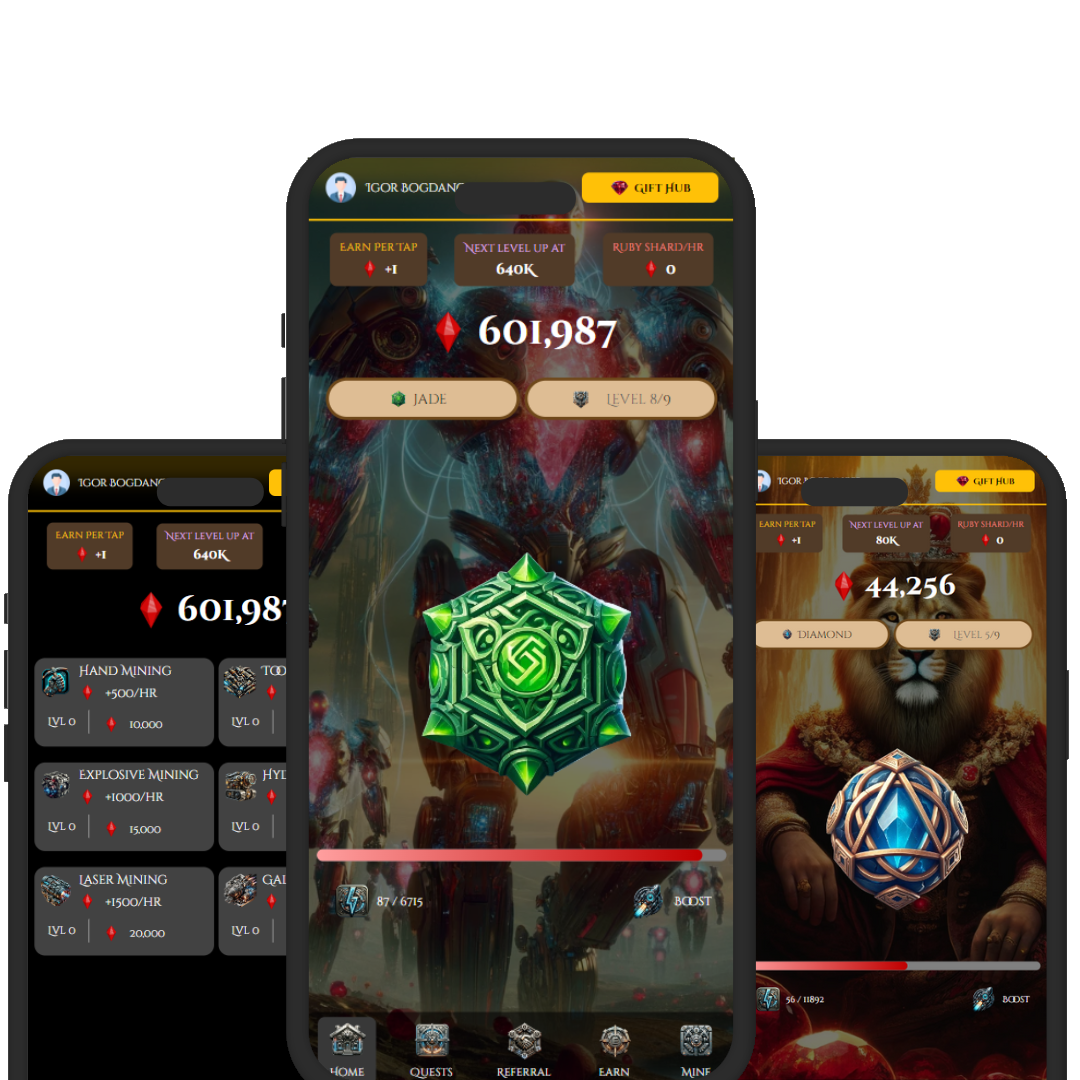 IGOR BOGDANO
GIFT HUB
EARN PER TAP
+1
NEXT LEVEL UP AT
640K
RUBY SHARD/HR
0
601,987
JADE
LEVEL 8/9
87 / 6715
BOOST
HOME
QUESTS
REFERRAL
EARN
MINE
IGOR BOGDANO
EARN PER TAP
+1
NEXT LEVEL UP AT
640K
601,987
HAND MINING
+500/HR
LVL 0
10,000
TOO
LVL 0
EXPLOSIVE MINING
+1000/HR
LVL 0
15,000
HYD
LVL 0
LASER MINING
+1500/HR
LVL 0
20,000
GAL
LVL 0
IGOR
GIFT HUB
EARN PER TAP
+1
NEXT LEVEL UP AT
80K
RUBY SHARD/HR
0
44,256
DIAMOND
LEVEL 5/9
56 / 11892
BOOST